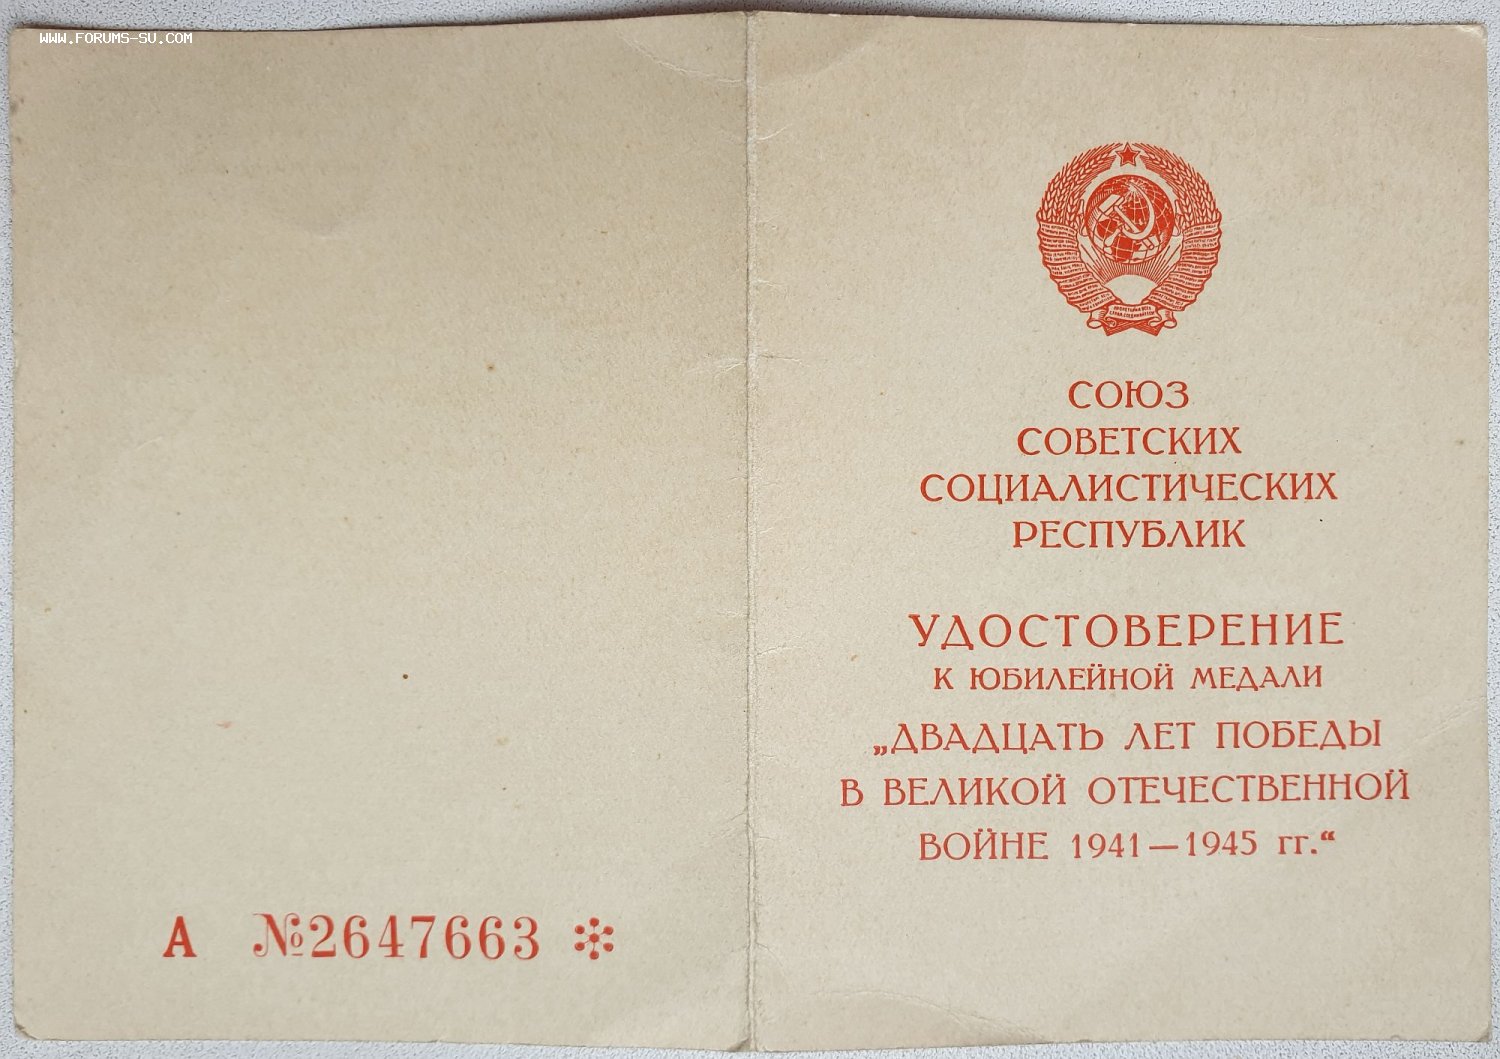 WWW.FORUMS-SU.COM
СОЮЗ
СОВЕТСКИХ
СОЦИАЛИСТИЧЕСКИХ
РЕСПУБЛИК
УДОСТОВЕРЕНИЕ
К ЮБИЛЕЙНОЙ МЕДАЛИ
„ДВАДЦАТЬ ЛЕТ ПОБЕДЫ
В ВЕЛИКОЙ ОТЕЧЕСТВЕННОЙ
ВОЙНЕ 1941—1945 гг.“
А №2647663